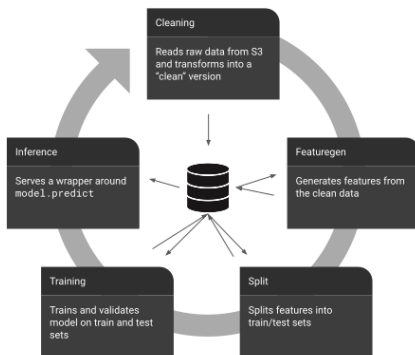 Cleaning
Reads raw data from S3
and transforms into a
"clean" version
Inference
Serves a wrapper around
model.predict
Featuregen
Generates features from
the clean data
Training
Trains and validates
model on train and test
sets
Split
Splits features into
train/test sets